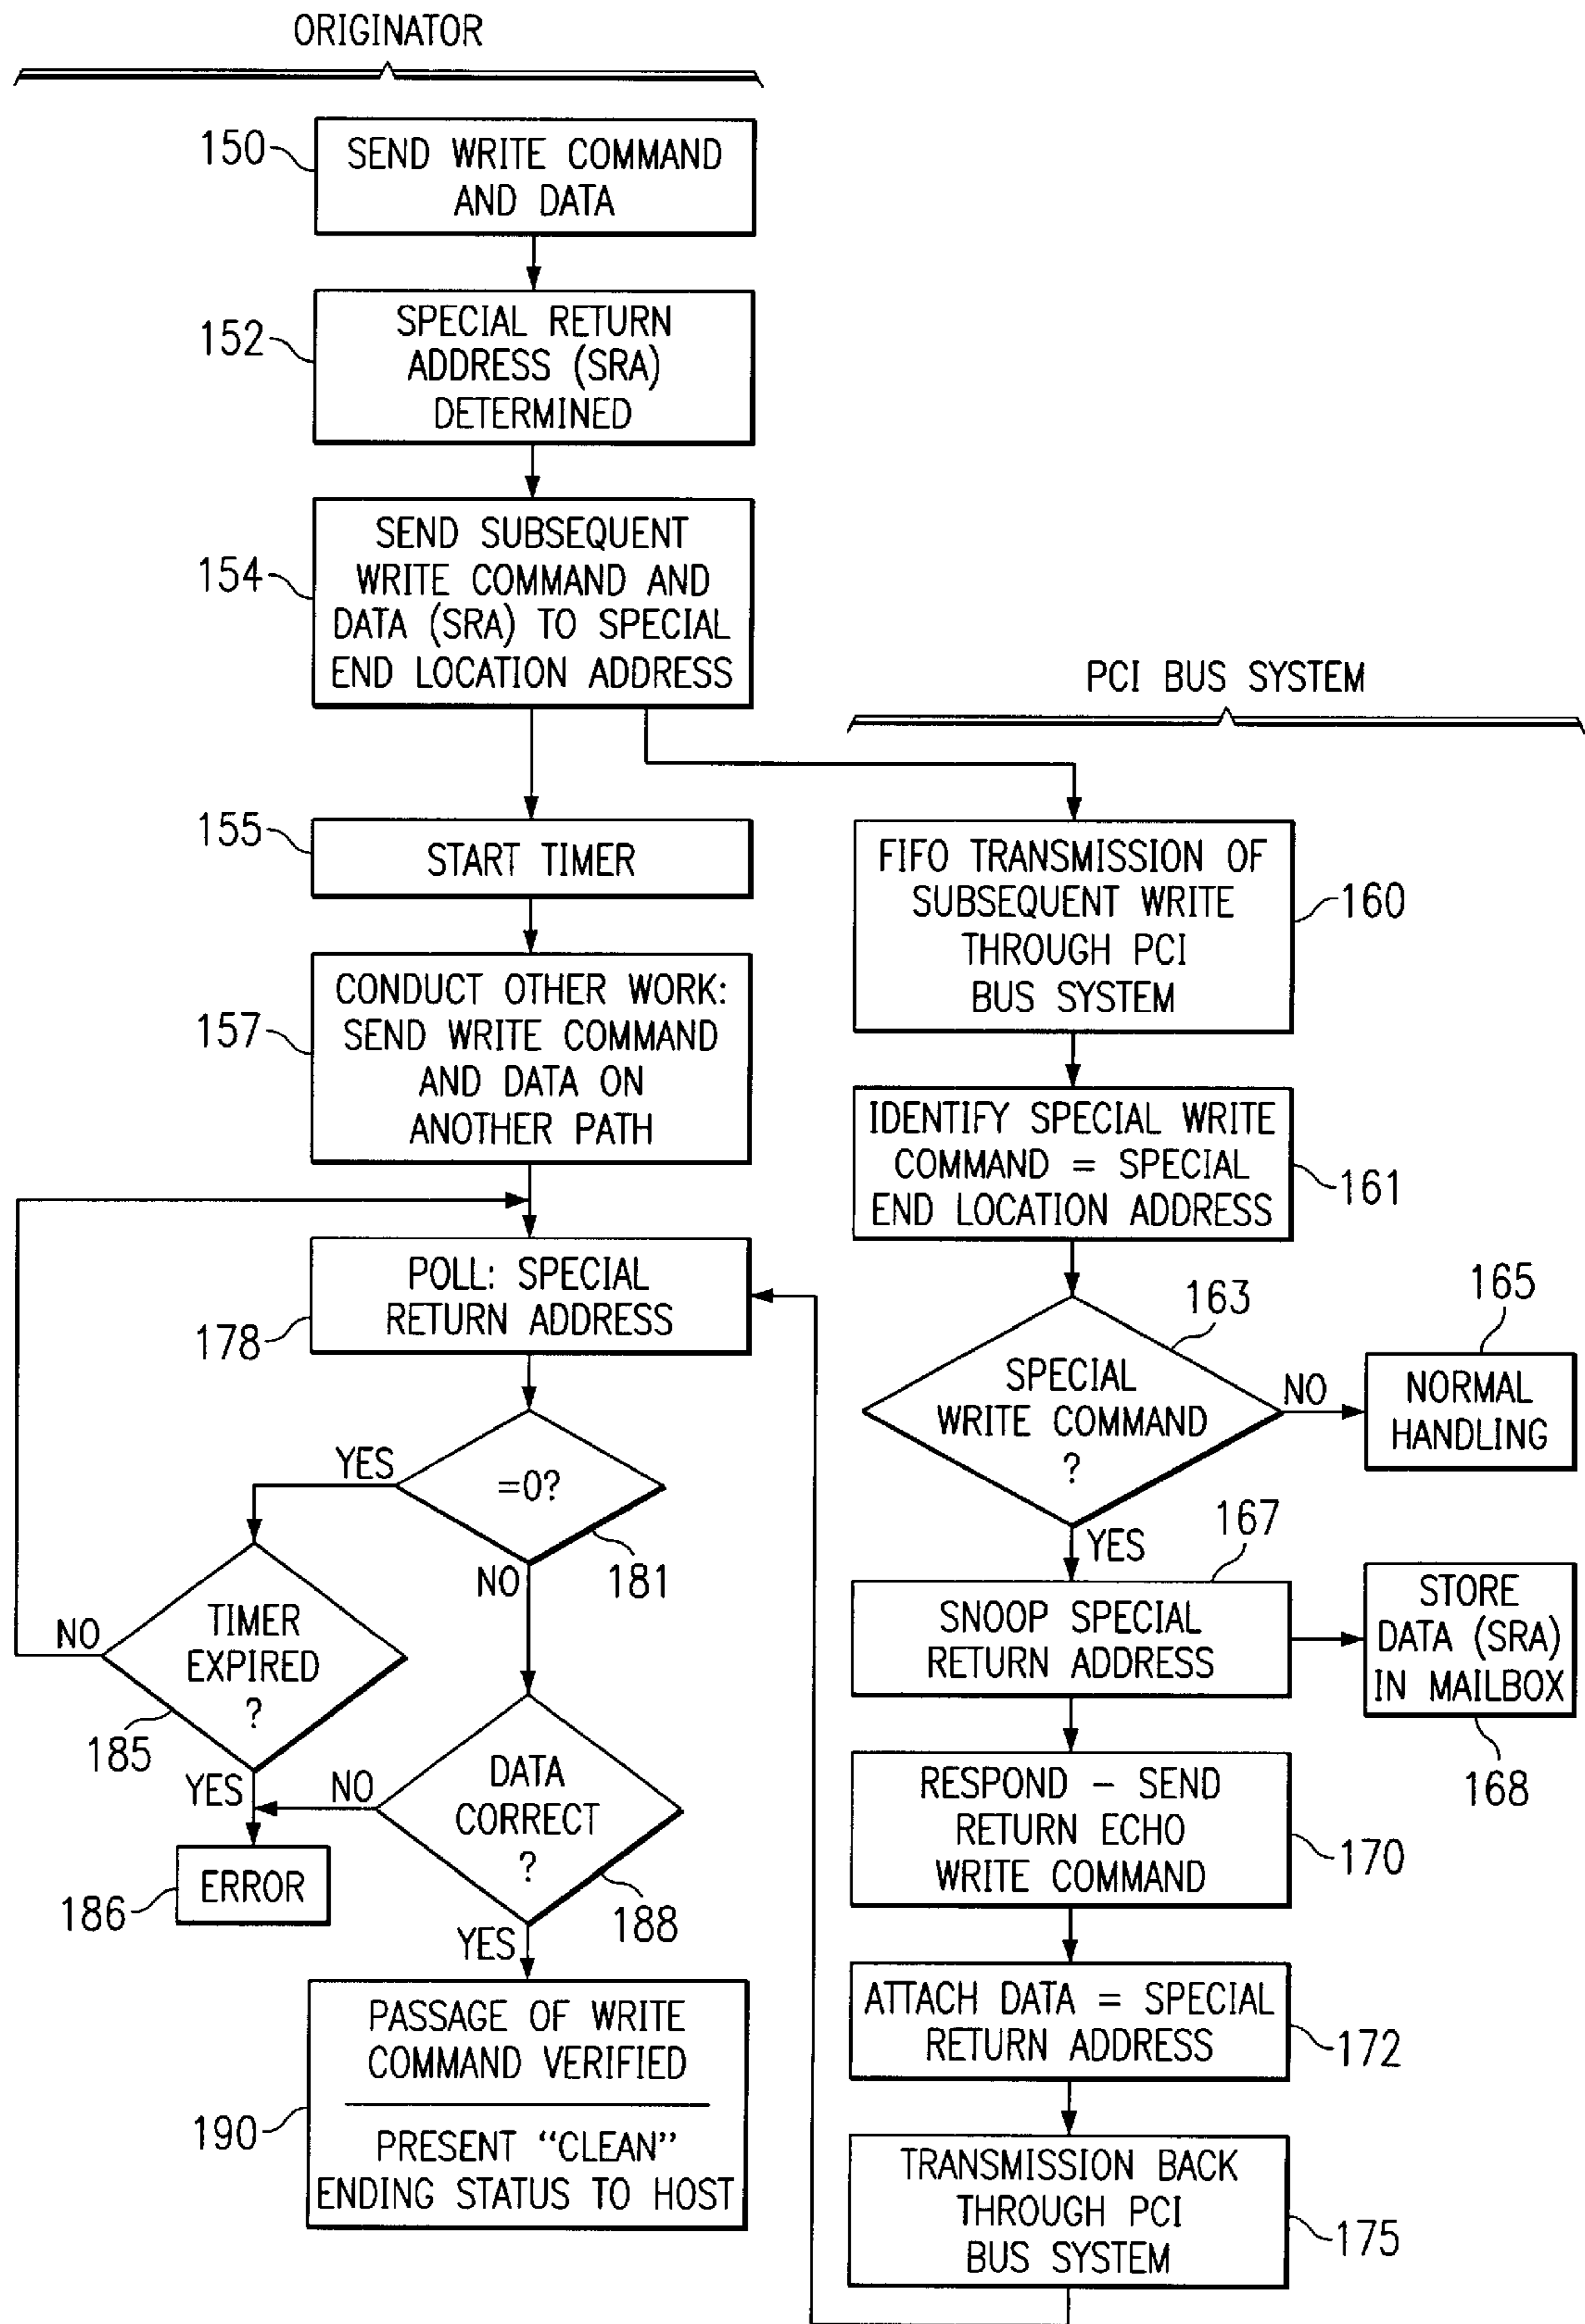 ORIGINATOR
150
SEND WRITE COMMAND
AND DATA
152
SPECIAL RETURN
ADDRESS (SRA)
DETERMINED
154
SEND SUBSEQUENT
WRITE COMMAND AND
DATA (SRA) TO SPECIAL
END LOCATION ADDRESS
155
START TIMER
157
CONDUCT OTHER WORK:
SEND WRITE COMMAND
AND DATA ON
ANOTHER PATH
POLL: SPECIAL
RETURN ADDRESS
178
=0?
181
YES
NO
TIMER
EXPIRED
?
185
NO
YES
ERROR
186
DATA
CORRECT
?
188
NO
YES
PASSAGE OF WRITE
COMMAND VERIFIED
190
PRESENT “CLEAN”
ENDING STATUS TO HOST
PCI BUS SYSTEM
FIFO TRANSMISSION OF
SUBSEQUENT WRITE
THROUGH PCI
BUS SYSTEM
160
IDENTIFY SPECIAL WRITE
COMMAND = SPECIAL
END LOCATION ADDRESS
161
163
SPECIAL
WRITE COMMAND
?
NO
165
NORMAL
HANDLING
YES
167
SNOOP SPECIAL
RETURN ADDRESS
STORE
DATA (SRA)
IN MAILBOX
168
RESPOND – SEND
RETURN ECHO
WRITE COMMAND
170
ATTACH DATA = SPECIAL
RETURN ADDRESS
172
TRANSMISSION BACK
THROUGH PCI
BUS SYSTEM
175